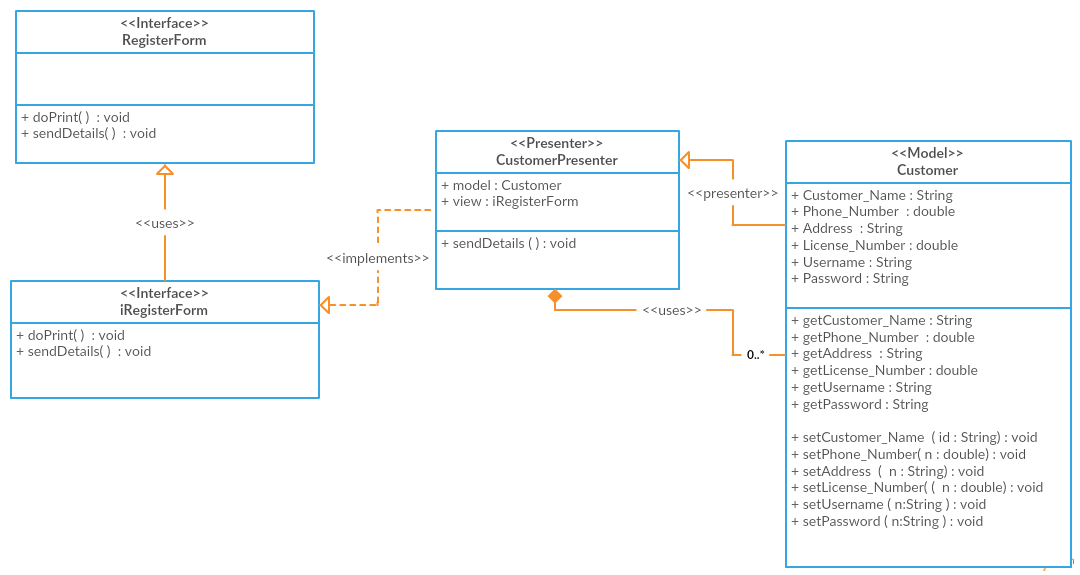 <<Interface>>
RegisterForm
+ doPrint( ) : void
+ sendDetails( ) : void
<<uses>>
<<Interface>>
iRegisterForm
+ doPrint( ) : void
+ sendDetails( ) : void
<<implements>>
<<Presenter>>
CustomerPresenter
+ model : Customer
+ view : iRegisterForm
+ sendDetails ( ) : void
<<presenter>>
<<uses>>
0..*
<<Model>>
Customer
+ Customer_Name : String
+ Phone_Number : double
+ Address : String
+ License_Number : double
+ Username : String
+ Password : String
+ getCustomer_Name : String
+ getPhone_Number : double
+ getAddress : String
+ getLicense_Number : double
+ getUsername : String
+ getPassword : String
+ setCustomer_Name ( id : String) : void
+ setPhone_Number( n : double) : void
+ setAddress ( n : String) : void
+ setLicense_Number( ( n : double) : void
+ setUsername ( n:String ) : void
+ setPassword ( n:String ) : void